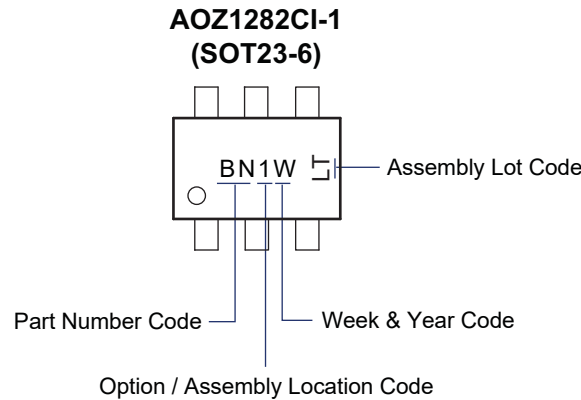 AOZ1282CI-1
(SOT23-6)
BN1W
LT
Assembly Lot Code
Part Number Code
Week & Year Code
Option / Assembly Location Code